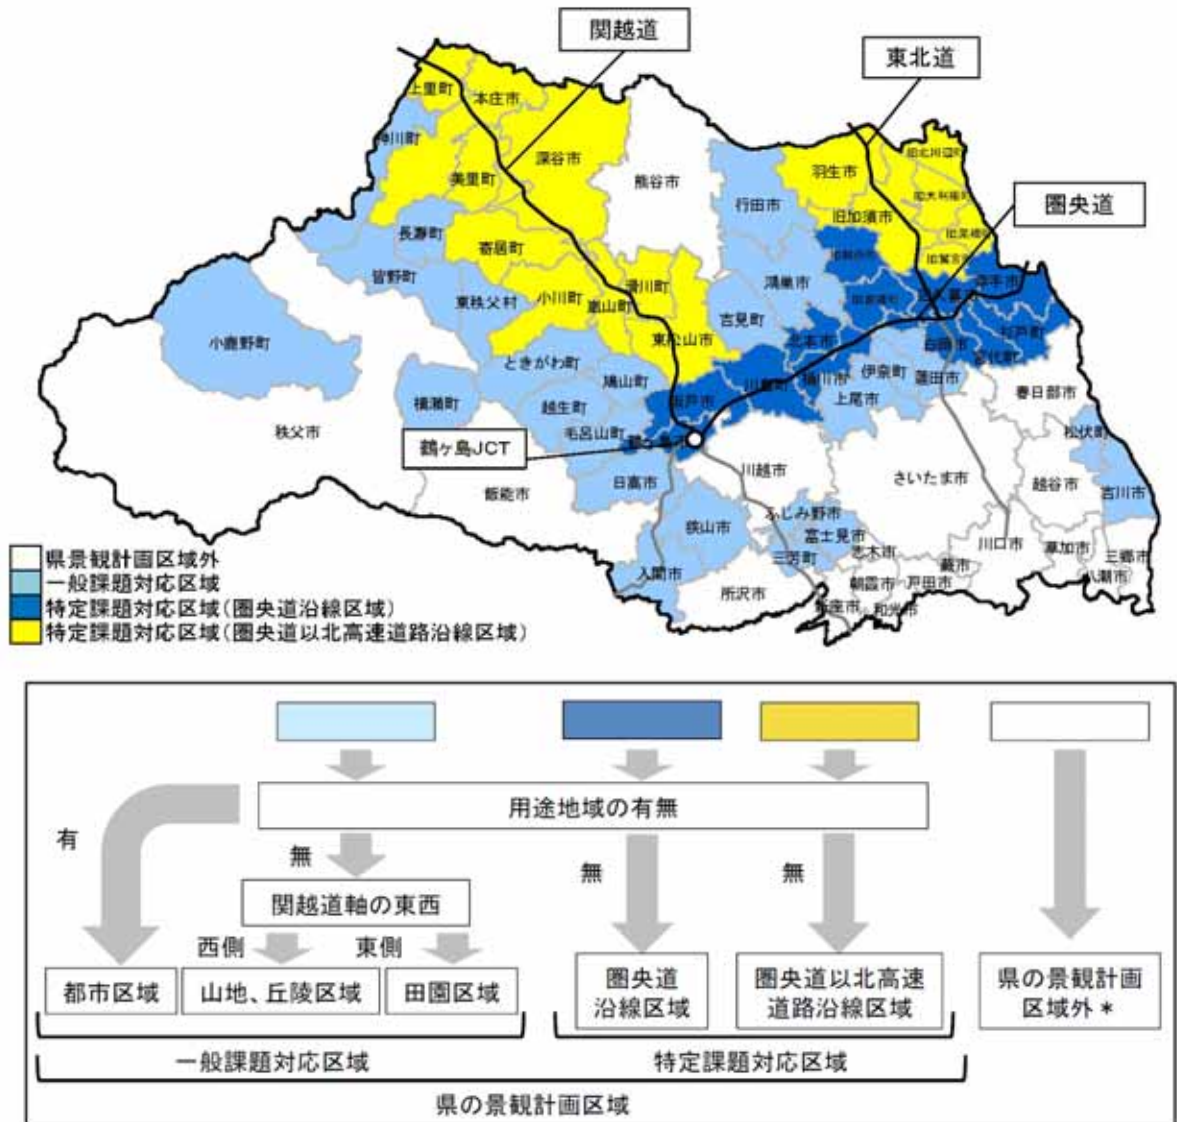 関越道
東北道
圏央道
上里町
本庄市
神川町
深谷市
美里町
熊谷市
羽生市
行田市
旧加須市
長瀞町
寄居町
皆野町
東秩父村
小川町
嵐山町
滑川町
東松山市
吉見町
鴻巣市
幸手市
小鹿野町
ときがわ町
鳩山町
北本市
白岡市
杉戸町
宮代町
川島町
桶川市
伊奈町
蓮田市
横瀬町
越生町
坂戸市
上尾市
春日部市
秩父市
毛呂山町
松伏町
鶴ヶ島JCT
飯能市
日高市
川越市
さいたま市
越谷市
吉川市
狭山市
ふじみ野市
富士見市
入間市
三芳町
志木市
川口市
草加市
三郷市
所沢市
朝霞市
戸田市
蕨市
八潮市
新座市
和光市
県景観計画区域外
一般課題対応区域
特定課題対応区域(圏央道沿線区域)
特定課題対応区域(圏央道以北高速道路沿線区域)
用途地域の有無
有
無
無
無
関越道軸の東西
西側
東側
都市区域
山地、丘陵区域
田園区域
圏央道
沿線区域
圏央道以北高速
道路沿線区域
県の景観計画
区域外*
一般課題対応区域
特定課題対応区域
県の景観計画区域